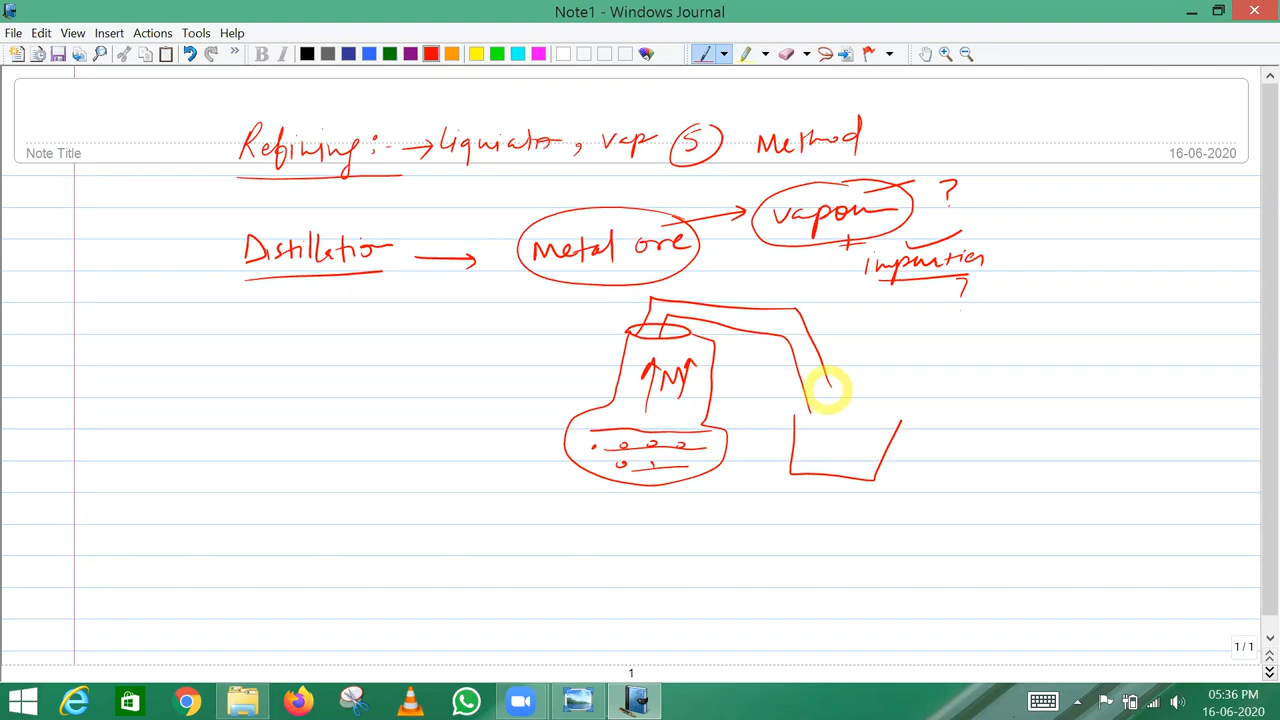 Note1 - Windows Journal
File Edit View Insert Actions Tools Help
B I
Refining :- → Liquiatn , vap 5 Method
Note Title
16-06-2020
Distillation → Metal ore → vapour ?
+
impurities
?
↑ M ↑
1 / 1
1
05:36 PM
16-06-2020